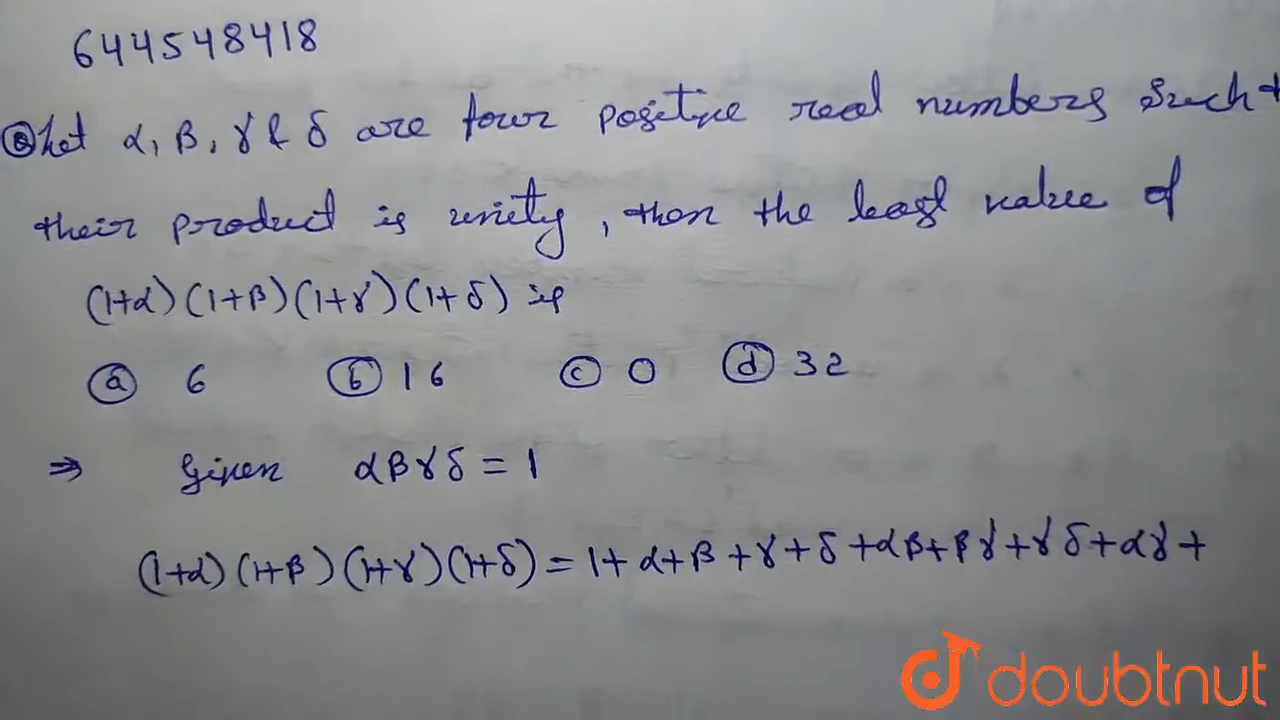 644548418
Q Let α, β, γ & δ are four positive real numbers such t
their product is uniety, then the least value of
(1+α) (1+β) (1+γ) (1+δ) is
(a) 6 (b) 16 (c) 0 (d) 32
⇒ Given αβγδ = 1
(1+α) (1+β) (1+γ) (1+δ) = 1 + α + β + γ + δ + αβ + βγ + γδ + αγ +
doubtnut